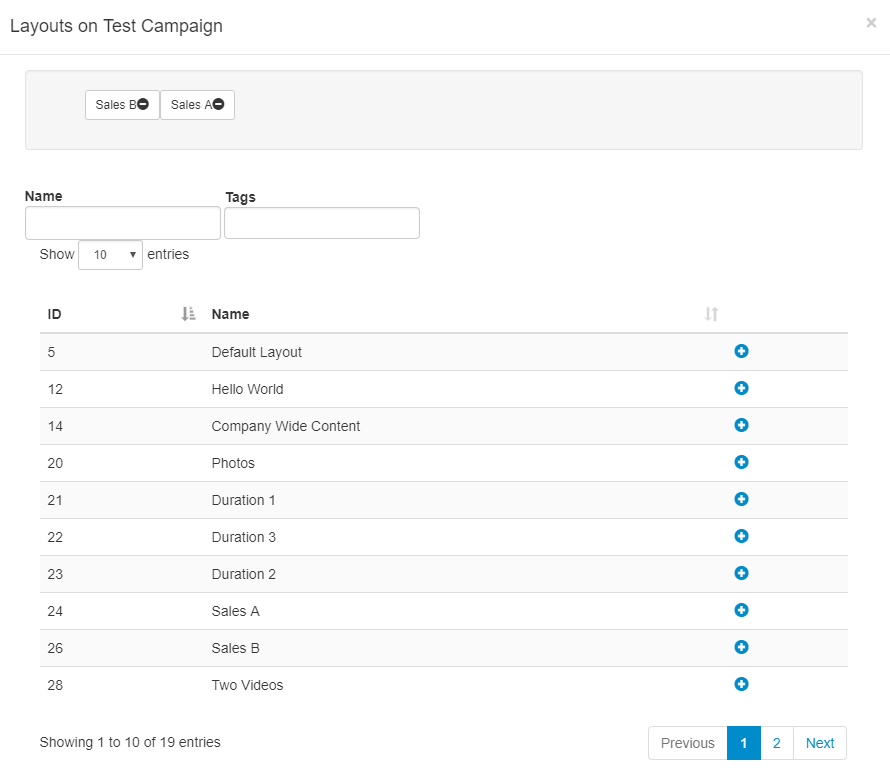 Layouts on Test Campaign ×
Sales B Sales A
Name Tags
Show 10 entries
ID Name
5 Default Layout
12 Hello World
14 Company Wide Content
20 Photos
21 Duration 1
22 Duration 3
23 Duration 2
24 Sales A
26 Sales B
28 Two Videos
Showing 1 to 10 of 19 entries Previous 1 2 Next